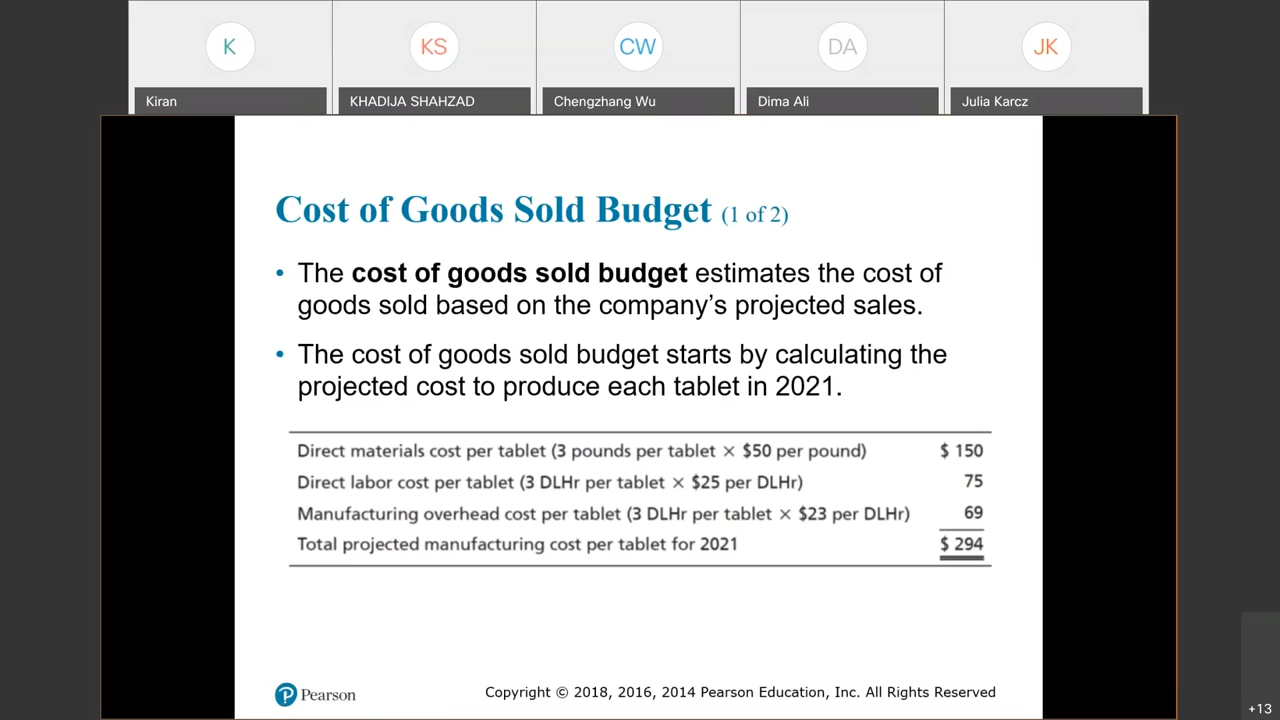 K
KS
CW
DA
JK
Kiran
KHADIJA SHAHZAD
Chengzhang Wu
Dima Ali
Julia Karcz
Cost of Goods Sold Budget (1 of 2)
• The cost of goods sold budget estimates the cost of
goods sold based on the company’s projected sales.
• The cost of goods sold budget starts by calculating the
projected cost to produce each tablet in 2021.
Direct materials cost per tablet (3 pounds per tablet × $50 per pound) $ 150
Direct labor cost per tablet (3 DLHr per tablet × $25 per DLHr) 75
Manufacturing overhead cost per tablet (3 DLHr per tablet × $23 per DLHr) 69
Total projected manufacturing cost per tablet for 2021 $ 294
P Pearson
Copyright © 2018, 2016, 2014 Pearson Education, Inc. All Rights Reserved
+13